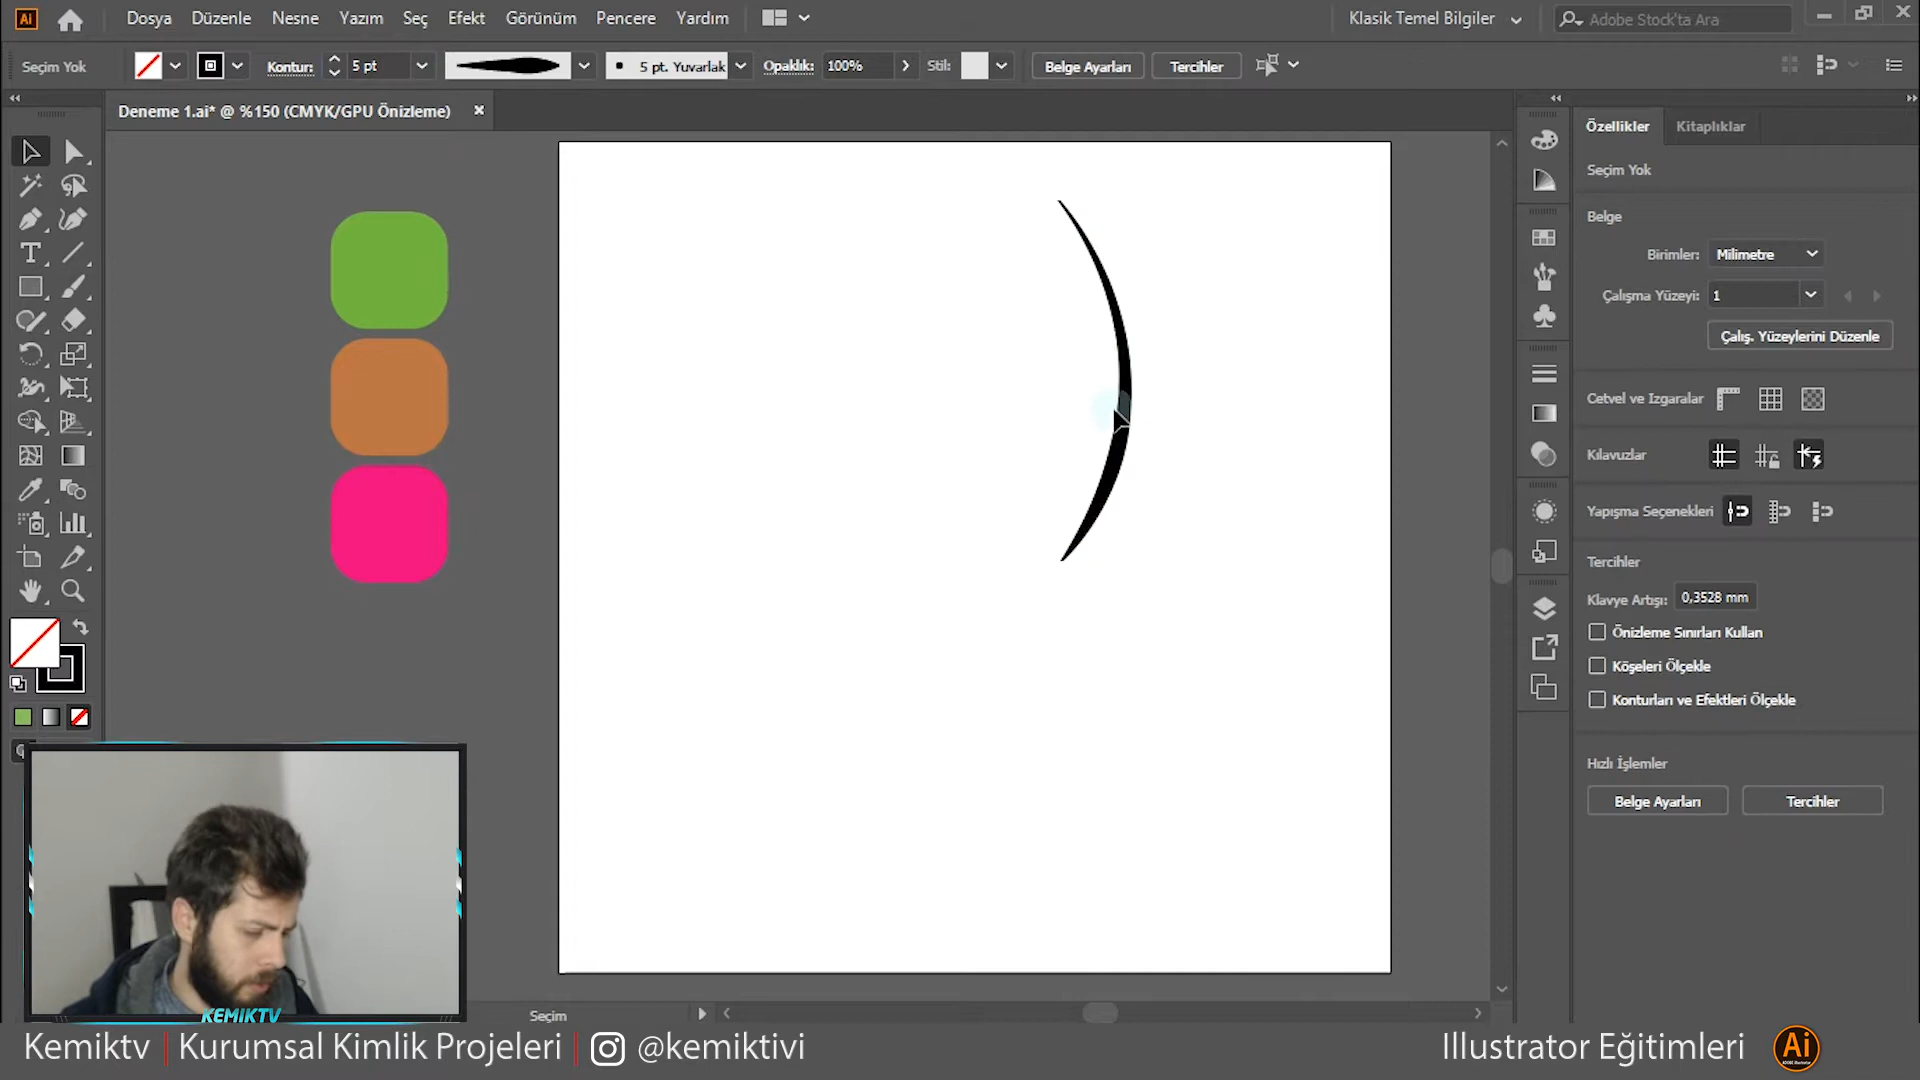 Ai Dosya Düzenle Nesne Yazım Seç Efekt Görünüm Pencere Yardım Klasik Temel Bilgiler Adobe Stock'ta Ara
Seçim Yok Kontur: 5 pt 5 pt. Yuvarlak Opaklık: 100% Stil: Belge Ayarları Tercihler
Deneme 1.ai* @ %150 (CMYK/GPU Önizleme)
Özellikler Kitaplıklar
Seçim Yok
Belge
Birimler: Milimetre
Çalışma Yüzeyi: 1
Çalış. Yüzeylerini Düzenle
Cetvel ve Izgaralar
Kılavuzlar
Yapışma Seçenekleri
Tercihler
Klavye Artışı: 0,3528 mm
Önizleme Sınırları Kullan
Köşeleri Ölçekle
Konturları ve Efektleri Ölçekle
Hızlı İşlemler
Belge Ayarları Tercihler
KEMIKTV
Seçim
Kemiktv | Kurumsal Kimlik Projeleri | @kemiktivi Illustrator Eğitimleri Ai